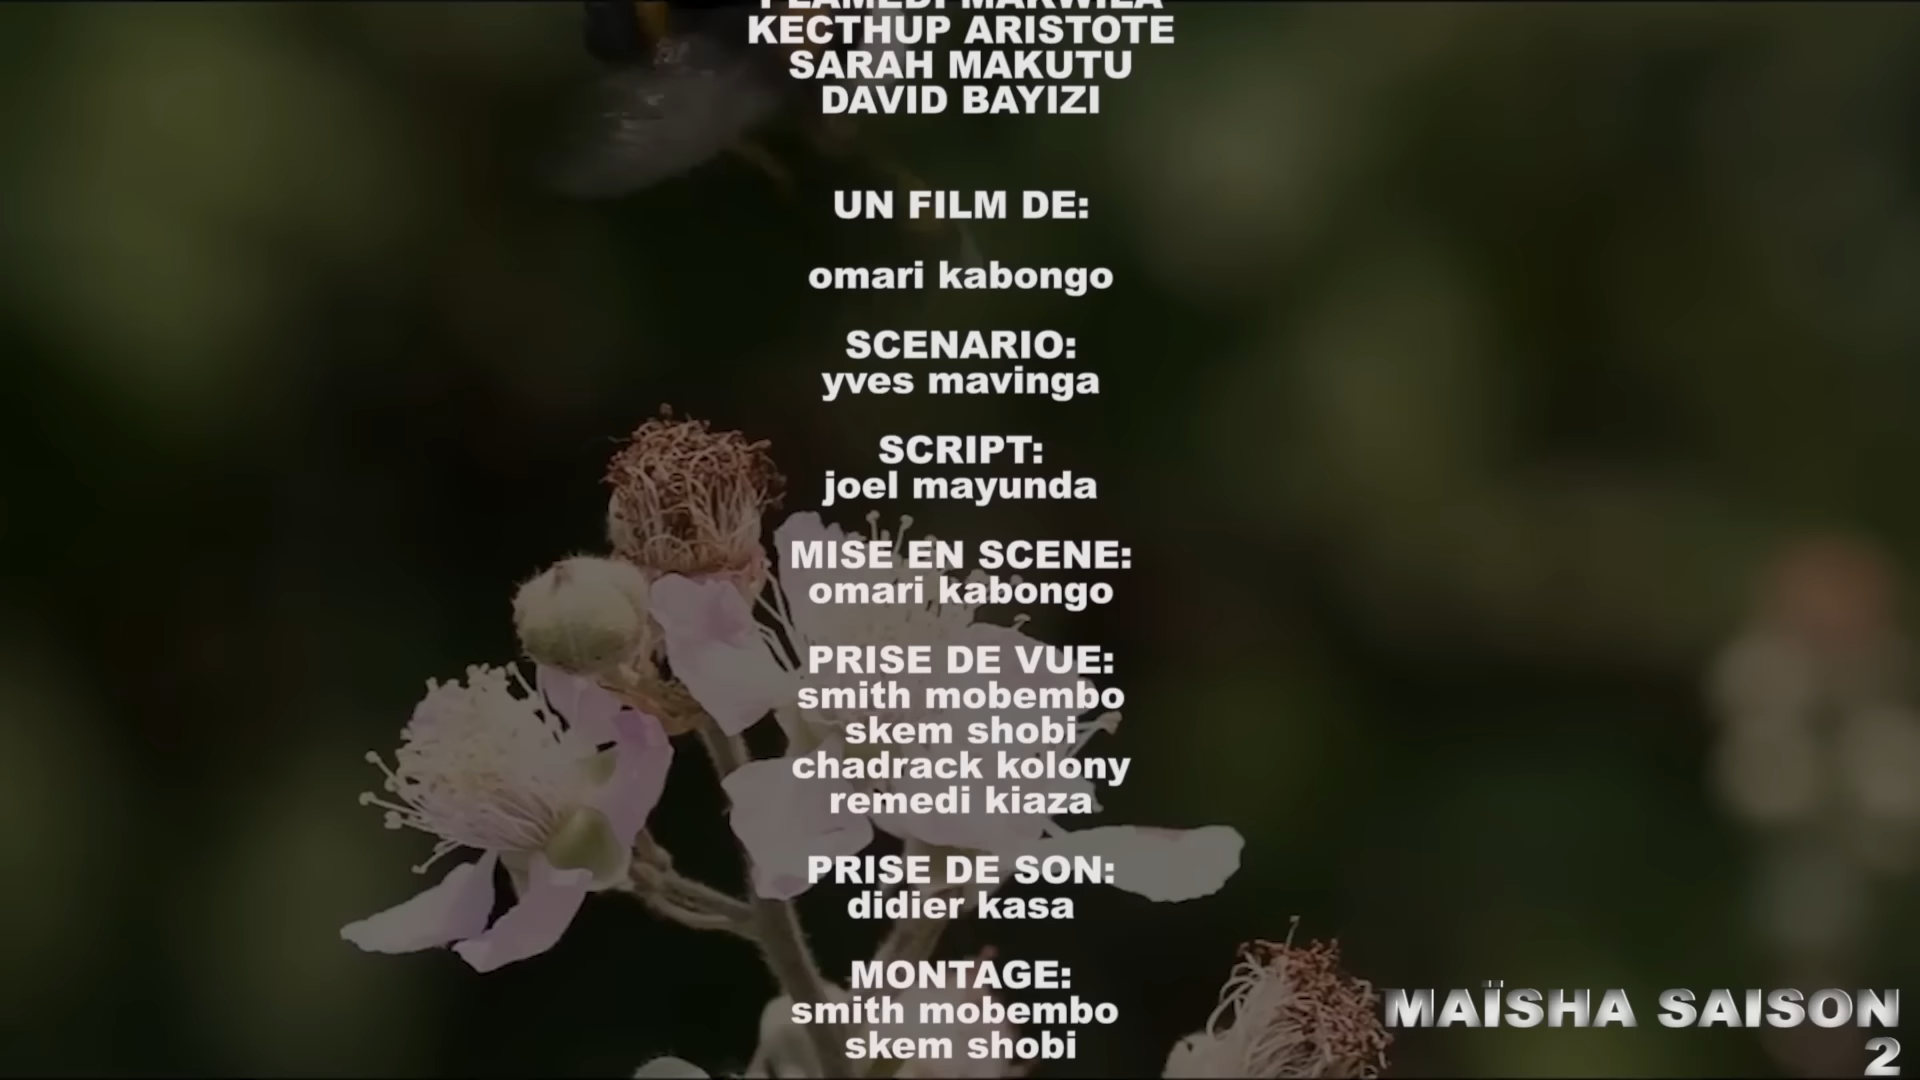 KECTHUP ARISTOTE
SARAH MAKUTU
DAVID BAYIZI
UN FILM DE:
omari kabongo
SCENARIO:
yves mavinga
SCRIPT:
joel mayunda
MISE EN SCENE:
omari kabongo
PRISE DE VUE:
smith mobembo
skem shobi
chadrack kolony
remedi kiaza
PRISE DE SON:
didier kasa
MONTAGE:
smith mobembo
skem shobi
MAÏSHA SAISON
2